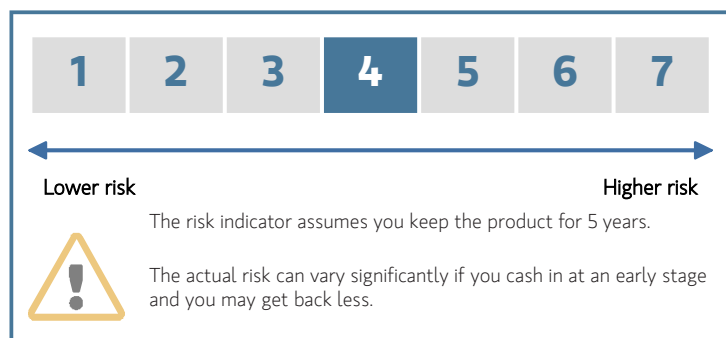 1 2 3 4 5 6 7
Lower risk Higher risk
The risk indicator assumes you keep the product for 5 years.
The actual risk can vary significantly if you cash in at an early stage
and you may get back less.